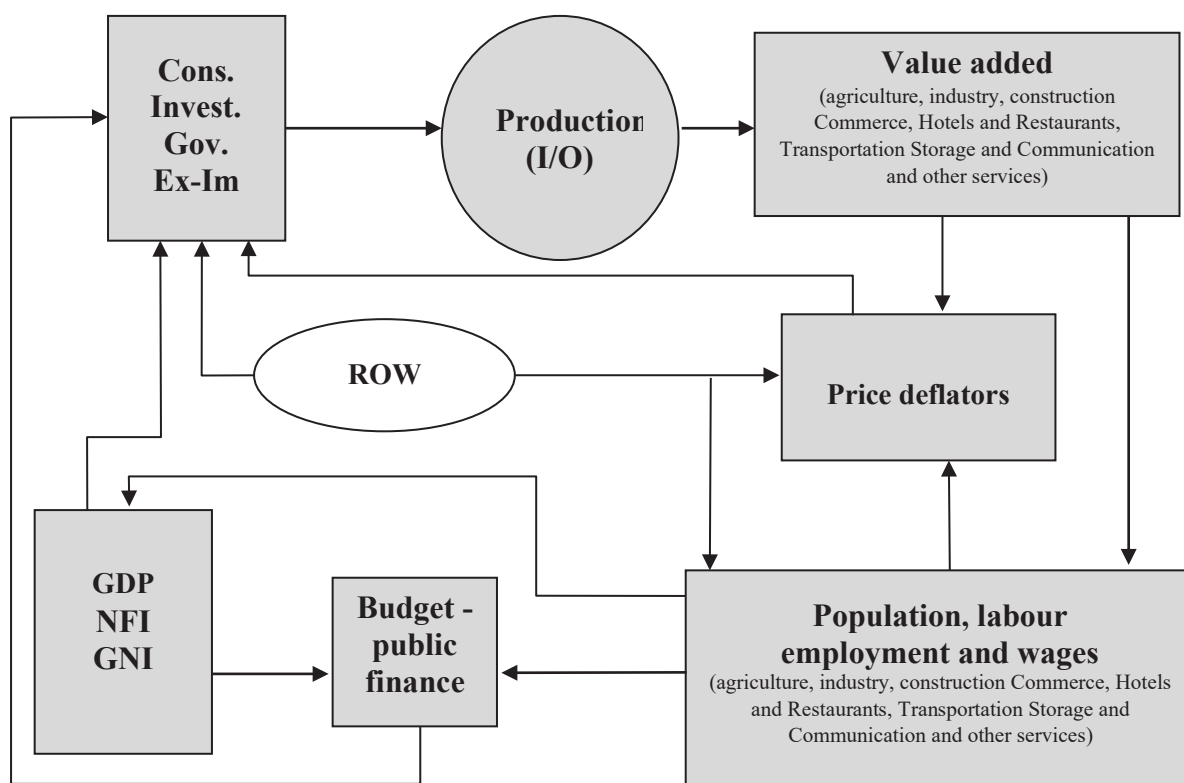 Cons.
Invest.
Gov.
Ex-Im
Production
(I/O)
Value added
(agriculture, industry, construction
Commerce, Hotels and Restaurants,
Transportation Storage and Communication
and other services)
ROW
Price deflators
GDP
NFI
GNI
Budget -
public
finance
Population, labour
employment and wages
(agriculture, industry, construction Commerce, Hotels
and Restaurants, Transportation Storage and
Communication and other services)